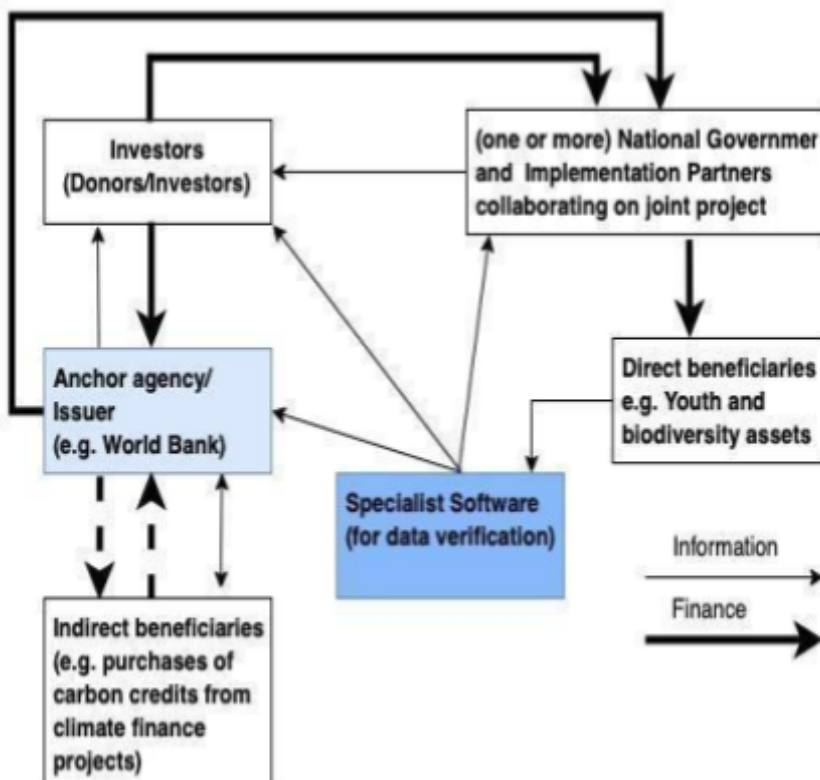 Investors
(Donors/Investors)
(one or more) National Governmer
and Implementation Partners
collaborating on joint project
Anchor agency/
Issuer
(e.g. World Bank)
Direct beneficiaries
e.g. Youth and
biodiversity assets
Specialist Software
(for data verification)
Information
Finance
Indirect beneficiaries
(e.g. purchases of
carbon credits from
climate finance
projects)